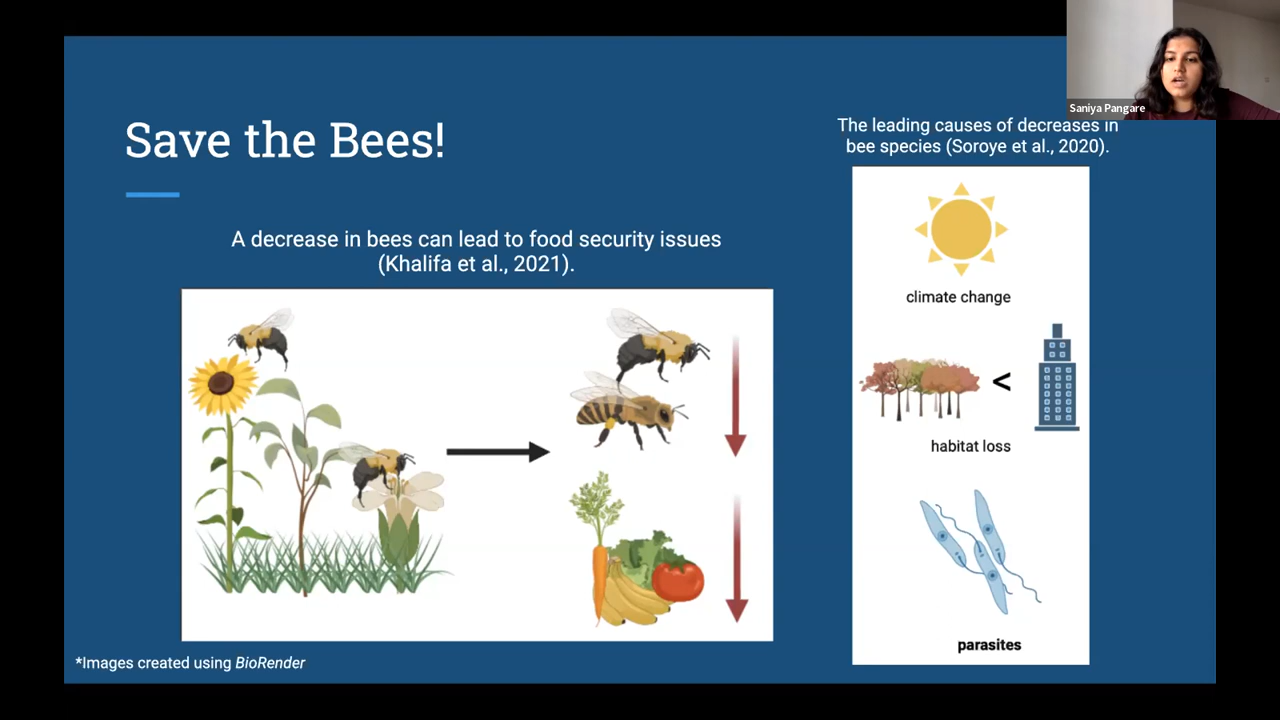 Saniya Pangare
Save the Bees!
A decrease in bees can lead to food security issues
(Khalifa et al., 2021).
The leading causes of decreases in
bee species (Soroye et al., 2020).
climate change
<
habitat loss
parasites
*Images created using BioRender